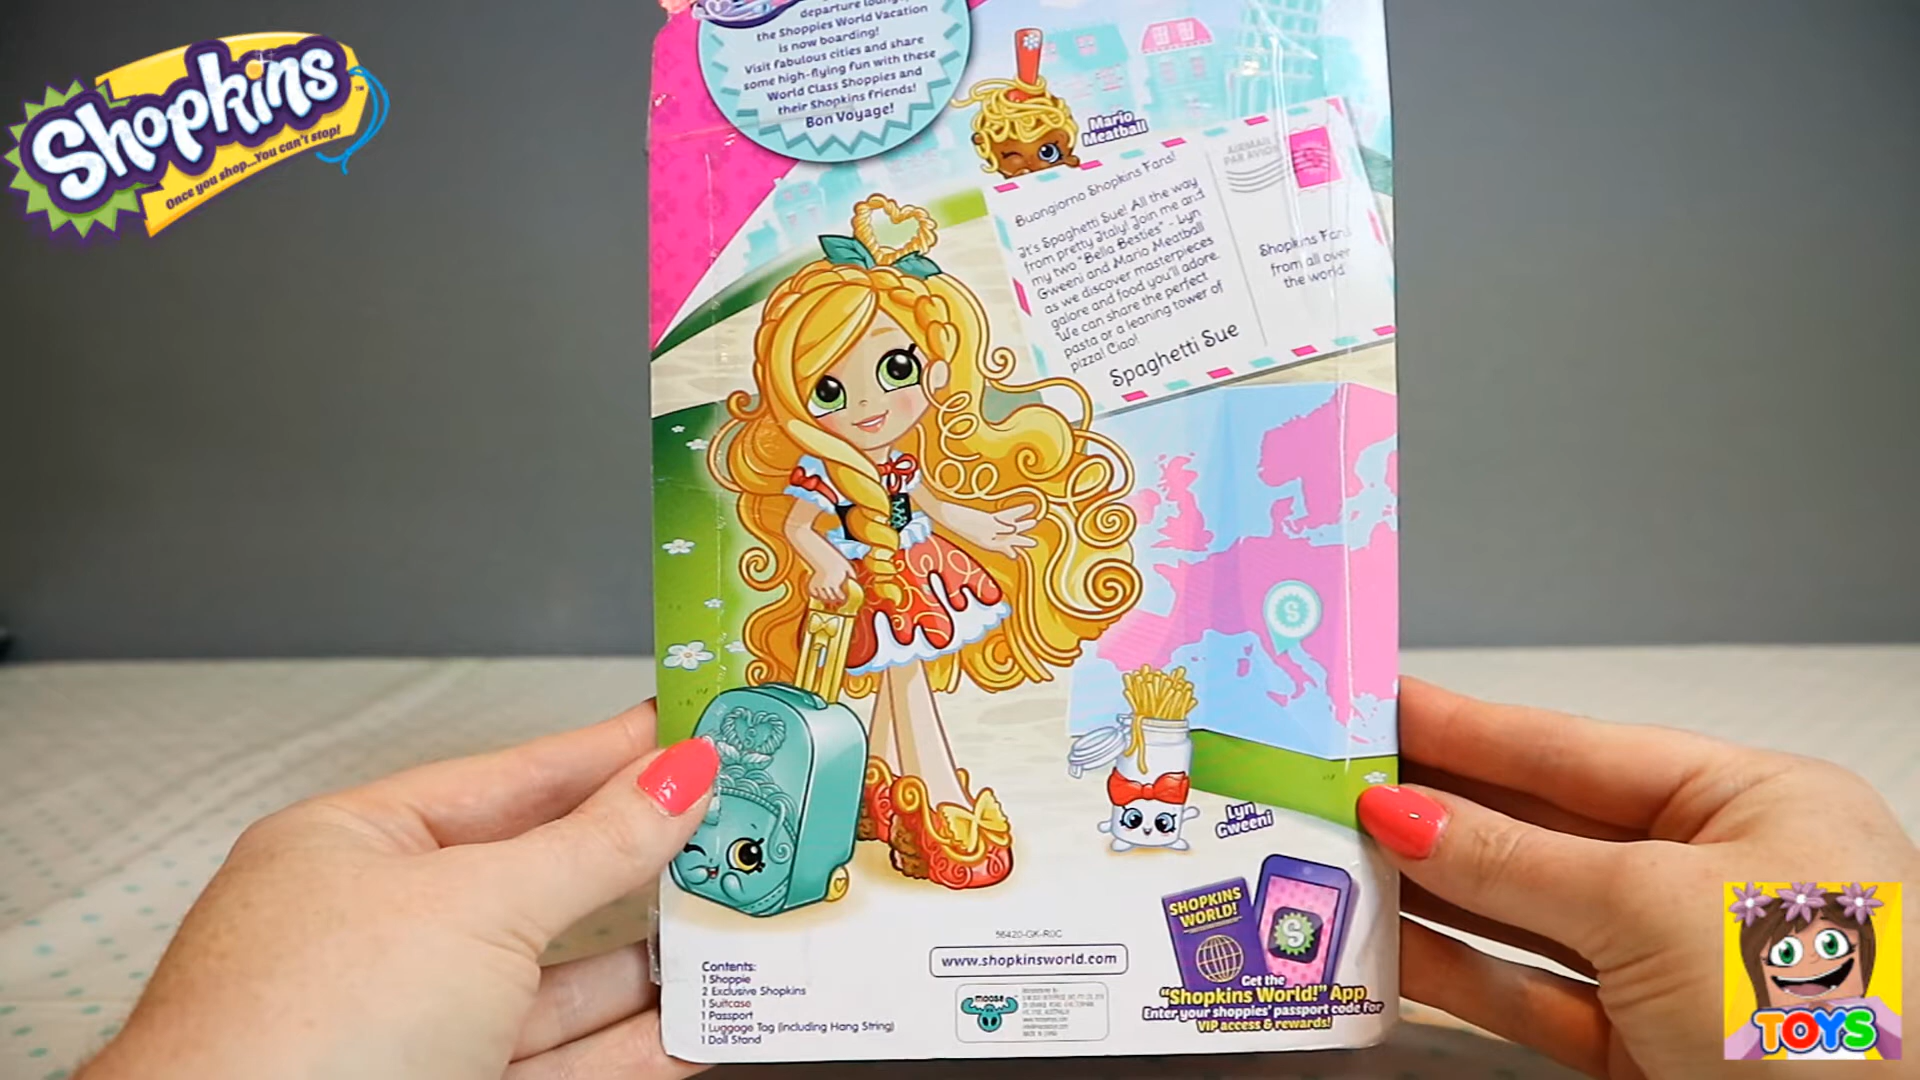 Shopkins
Once you shop...You can't stop!
departure
the Shoppies World Vacation
is now boarding!
Visit fabulous cities and share
some high-flying fun with these
World Class Shoppies and
their Shopkins friends!
Bon Voyage!
Mario
Meatball
AIRMAIL
PAR AVION
Buongiorno Shopkins Fans!
It's Spaghetti Sue! All the way
from pretty Italy! Join me and
my two "Bella Besties" - Lyn
Gweeni and Mario Meatball
as we discover masterpieces
galore and food you'll adore.
We can share the perfect
pasta or a leaning tower of
pizza! Ciao!
Spaghetti Sue
Shopkins Fans
from all over
the world
S
Lyn
Gweeni
SHOPKINS
WORLD!
S
Get the
"Shopkins World!" App
Enter your shoppies' passport code for
VIP access & rewards!
56420-GK-R0C
www.shopkinsworld.com
moose
Contents:
1 Shoppie
2 Exclusive Shopkins
1 Suitcase
1 Passport
1 Luggage Tag (including Hang String)
1 Doll Stand
TOYS